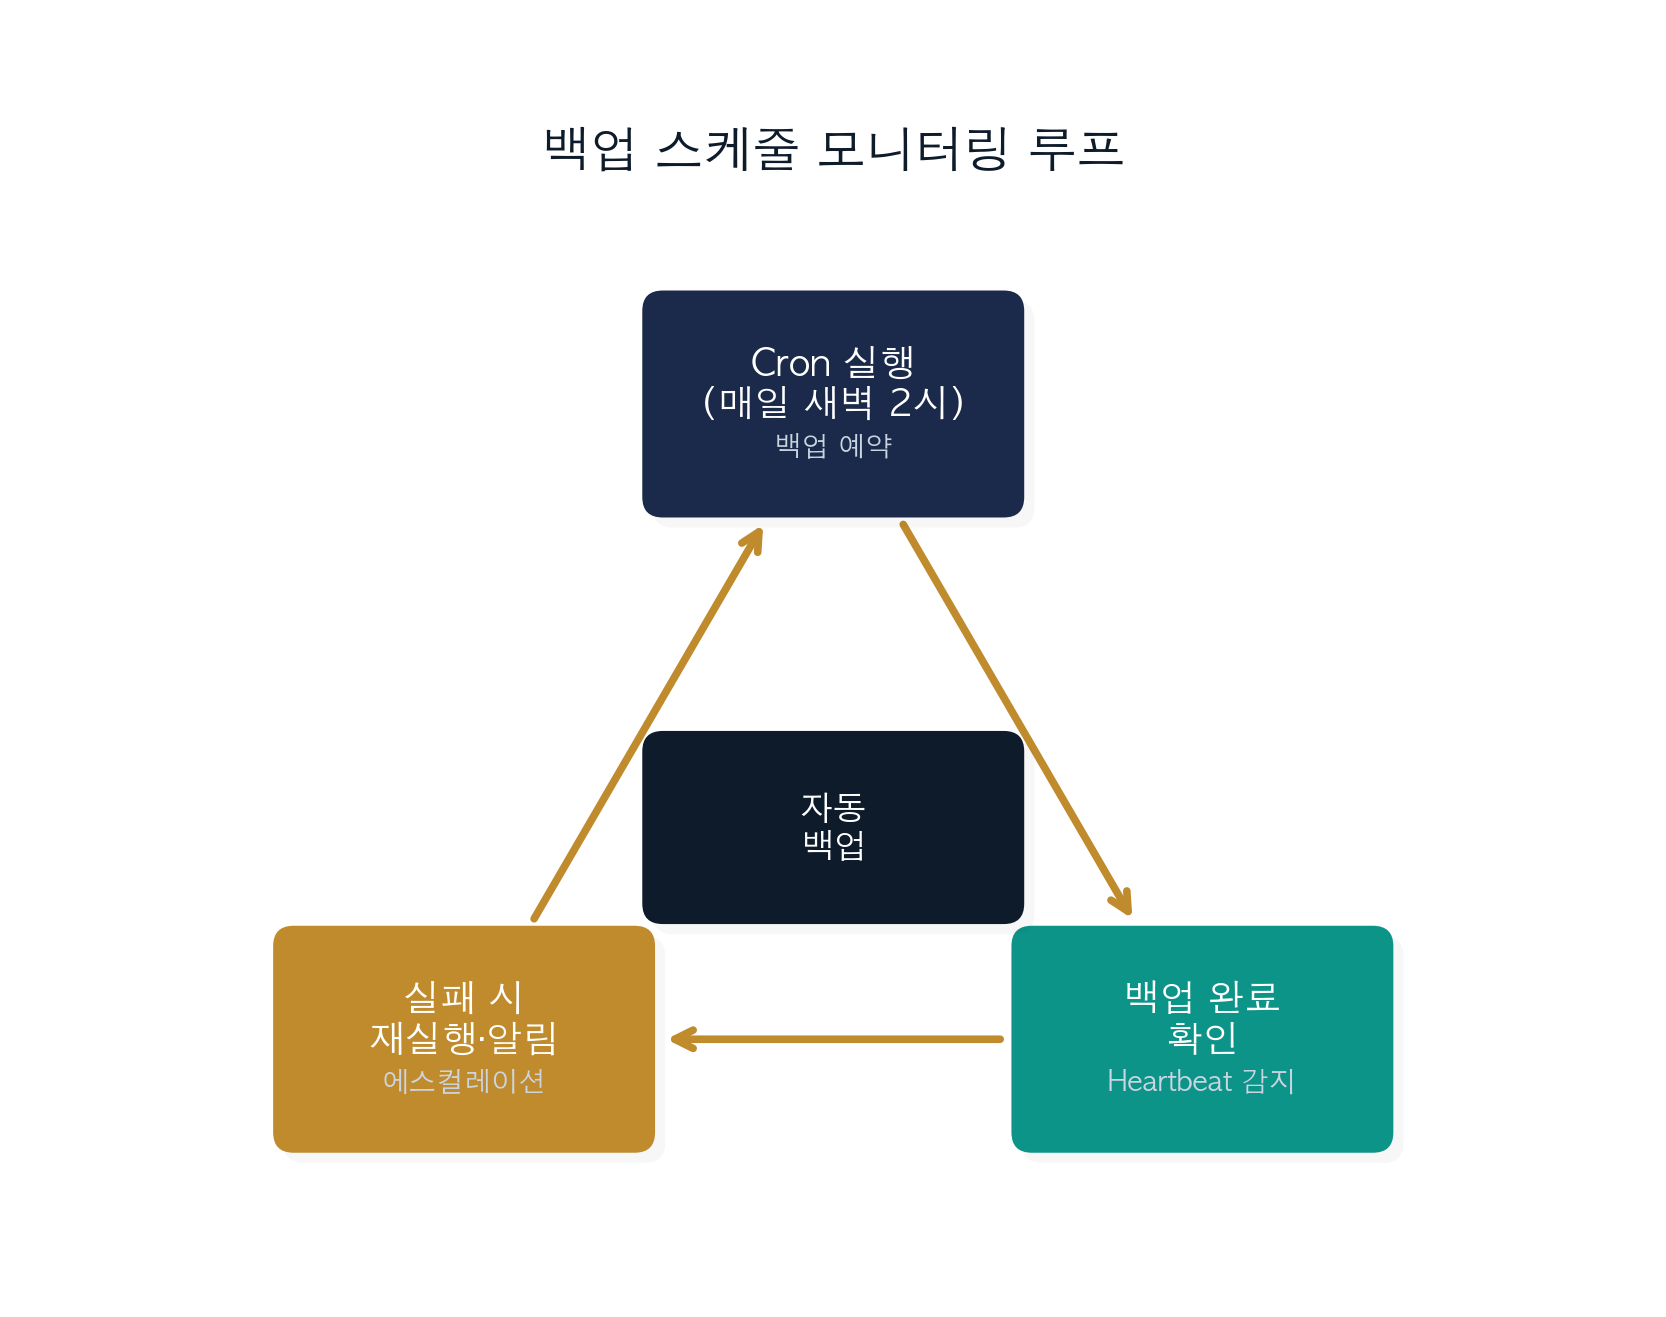 백업 스케줄 모니터링 루프
Cron 실행
(매일 새벽 2시)
백업 예약
자동
백업
실패 시
재실행·알림
에스컬레이션
백업 완료
확인
Heartbeat 감지